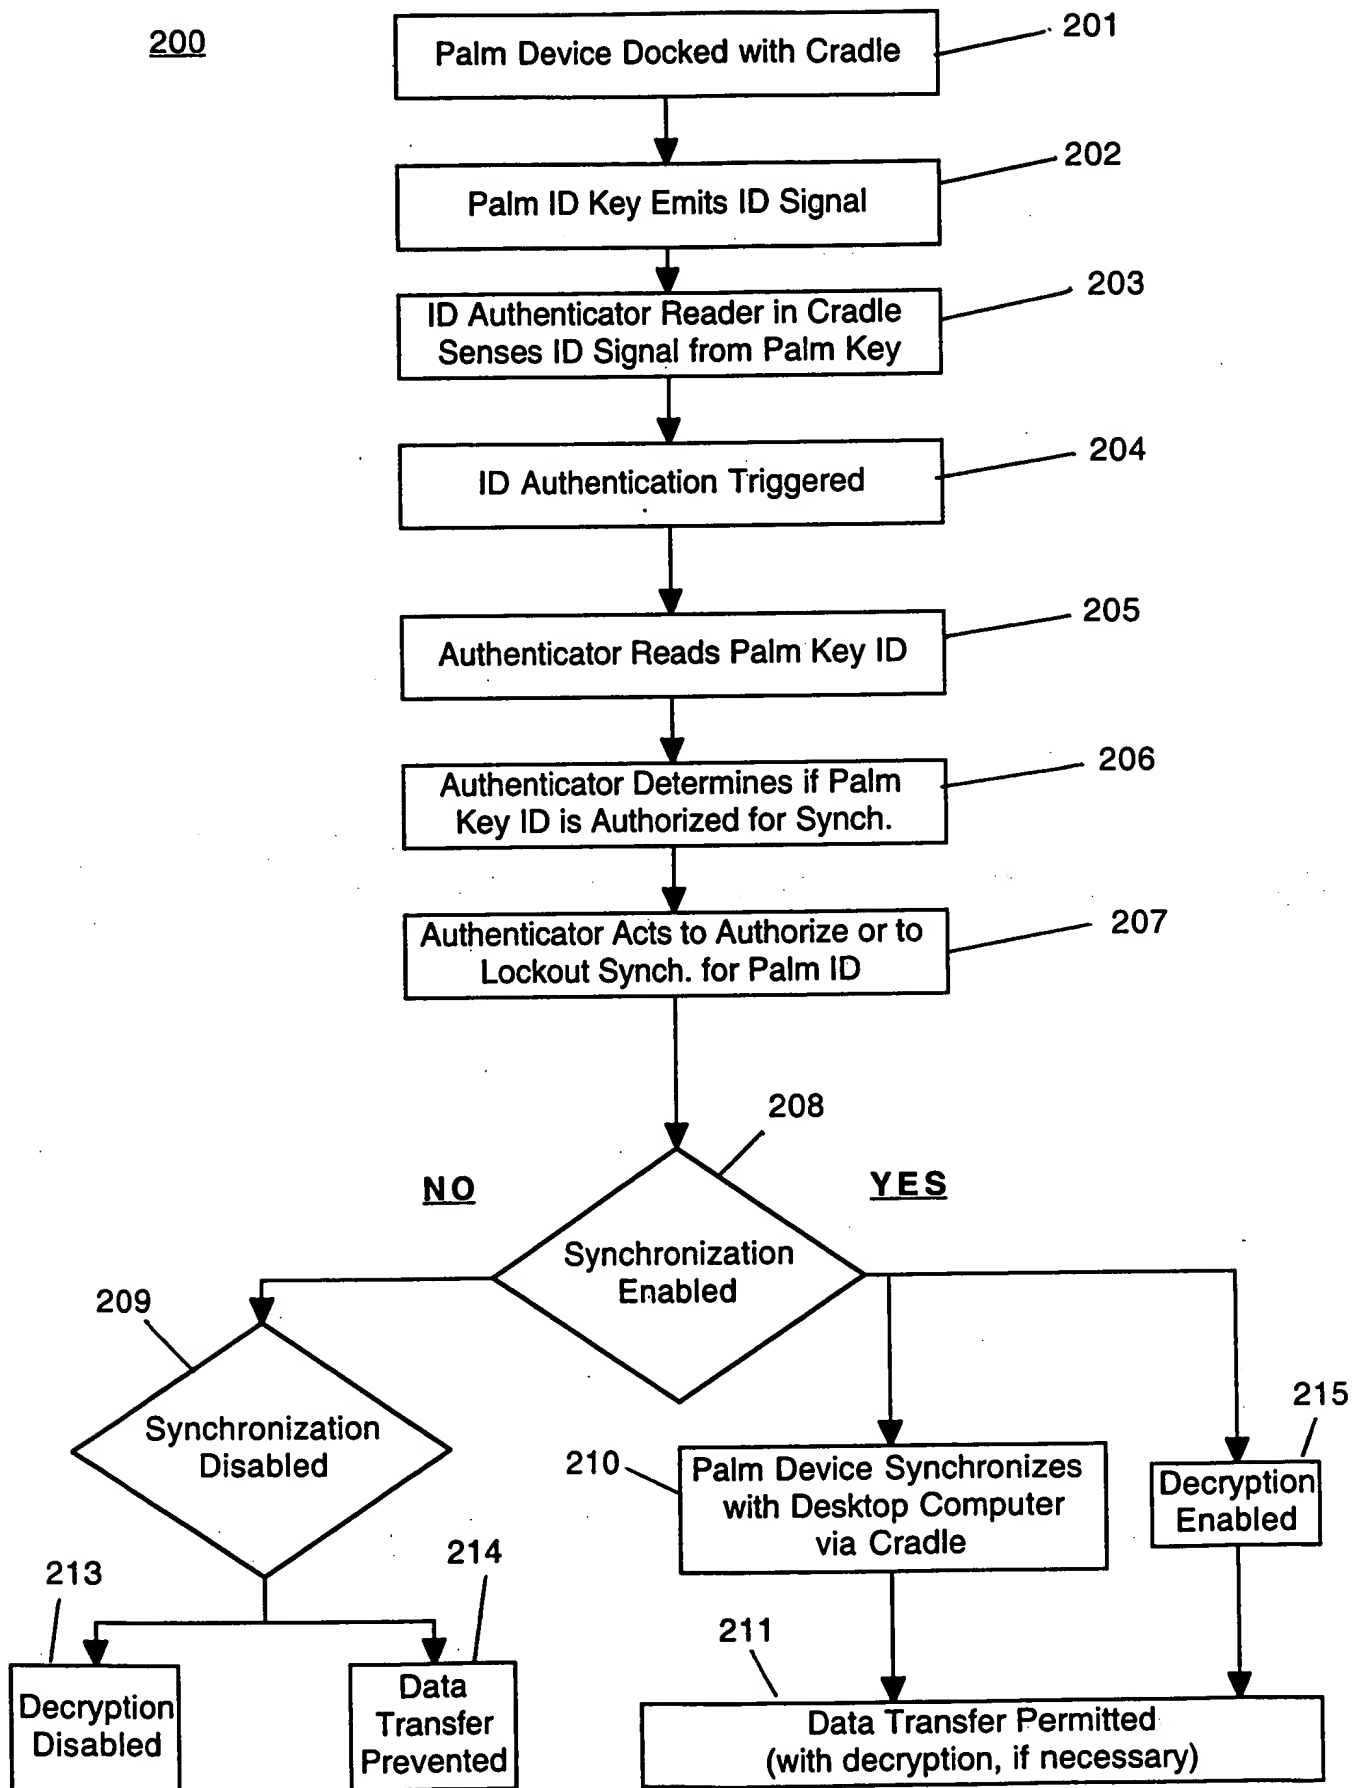 200
Palm Device Docked with Cradle
201
Palm ID Key Emits ID Signal
202
ID Authenticator Reader in Cradle
Senses ID Signal from Palm Key
203
ID Authentication Triggered
204
Authenticator Reads Palm Key ID
205
Authenticator Determines if Palm
Key ID is Authorized for Synch.
206
Authenticator Acts to Authorize or to
Lockout Synch. for Palm ID
207
208
NO
YES
Synchronization
Enabled
209
Synchronization
Disabled
210
Palm Device Synchronizes
with Desktop Computer
via Cradle
215
Decryption
Enabled
213
Decryption
Disabled
214
Data
Transfer
Prevented
211
Data Transfer Permitted
(with decryption, if necessary)